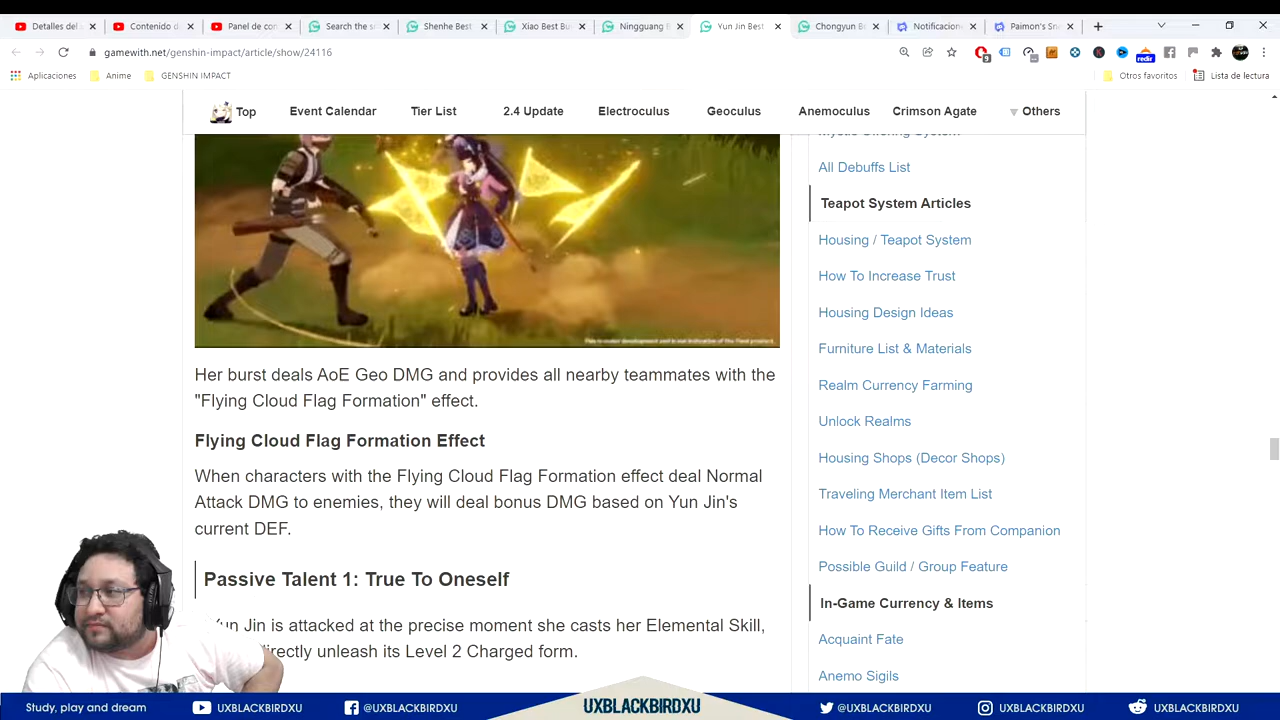 Detalles del
Contenido d
Panel de con
Search the s
Shenhe Best
Xiao Best Bu
Ningguang
Yun Jin Best
Chongyun B
Notificacione
Paimon's Sn
gamewith.net/genshin-impact/article/show/24116
Aplicaciones
Anime
GENSHIN IMPACT
Otros favoritos
Lista de lectura
Top
Event Calendar
Tier List
2.4 Update
Electroculus
Geoculus
Anemoculus
Crimson Agate
Others
Her burst deals AoE Geo DMG and provides all nearby teammates with the
"Flying Cloud Flag Formation" effect.
Flying Cloud Flag Formation Effect
When characters with the Flying Cloud Flag Formation effect deal Normal
Attack DMG to enemies, they will deal bonus DMG based on Yun Jin's
current DEF.
Passive Talent 1: True To Oneself
Yun Jin is attacked at the precise moment she casts her Elemental Skill,
directly unleash its Level 2 Charged form.
Mystic Offering System
All Debuffs List
Teapot System Articles
Housing / Teapot System
How To Increase Trust
Housing Design Ideas
Furniture List & Materials
Realm Currency Farming
Unlock Realms
Housing Shops (Decor Shops)
Traveling Merchant Item List
How To Receive Gifts From Companion
Possible Guild / Group Feature
In-Game Currency & Items
Acquaint Fate
Anemo Sigils
Study, play and dream
UXBLACKBIRDXU
@UXBLACKBIRDXU
UXBLACKBIRDXU
@UXBLACKBIRDXU
UXBLACKBIRDXU
UXBLACKBIRDXU